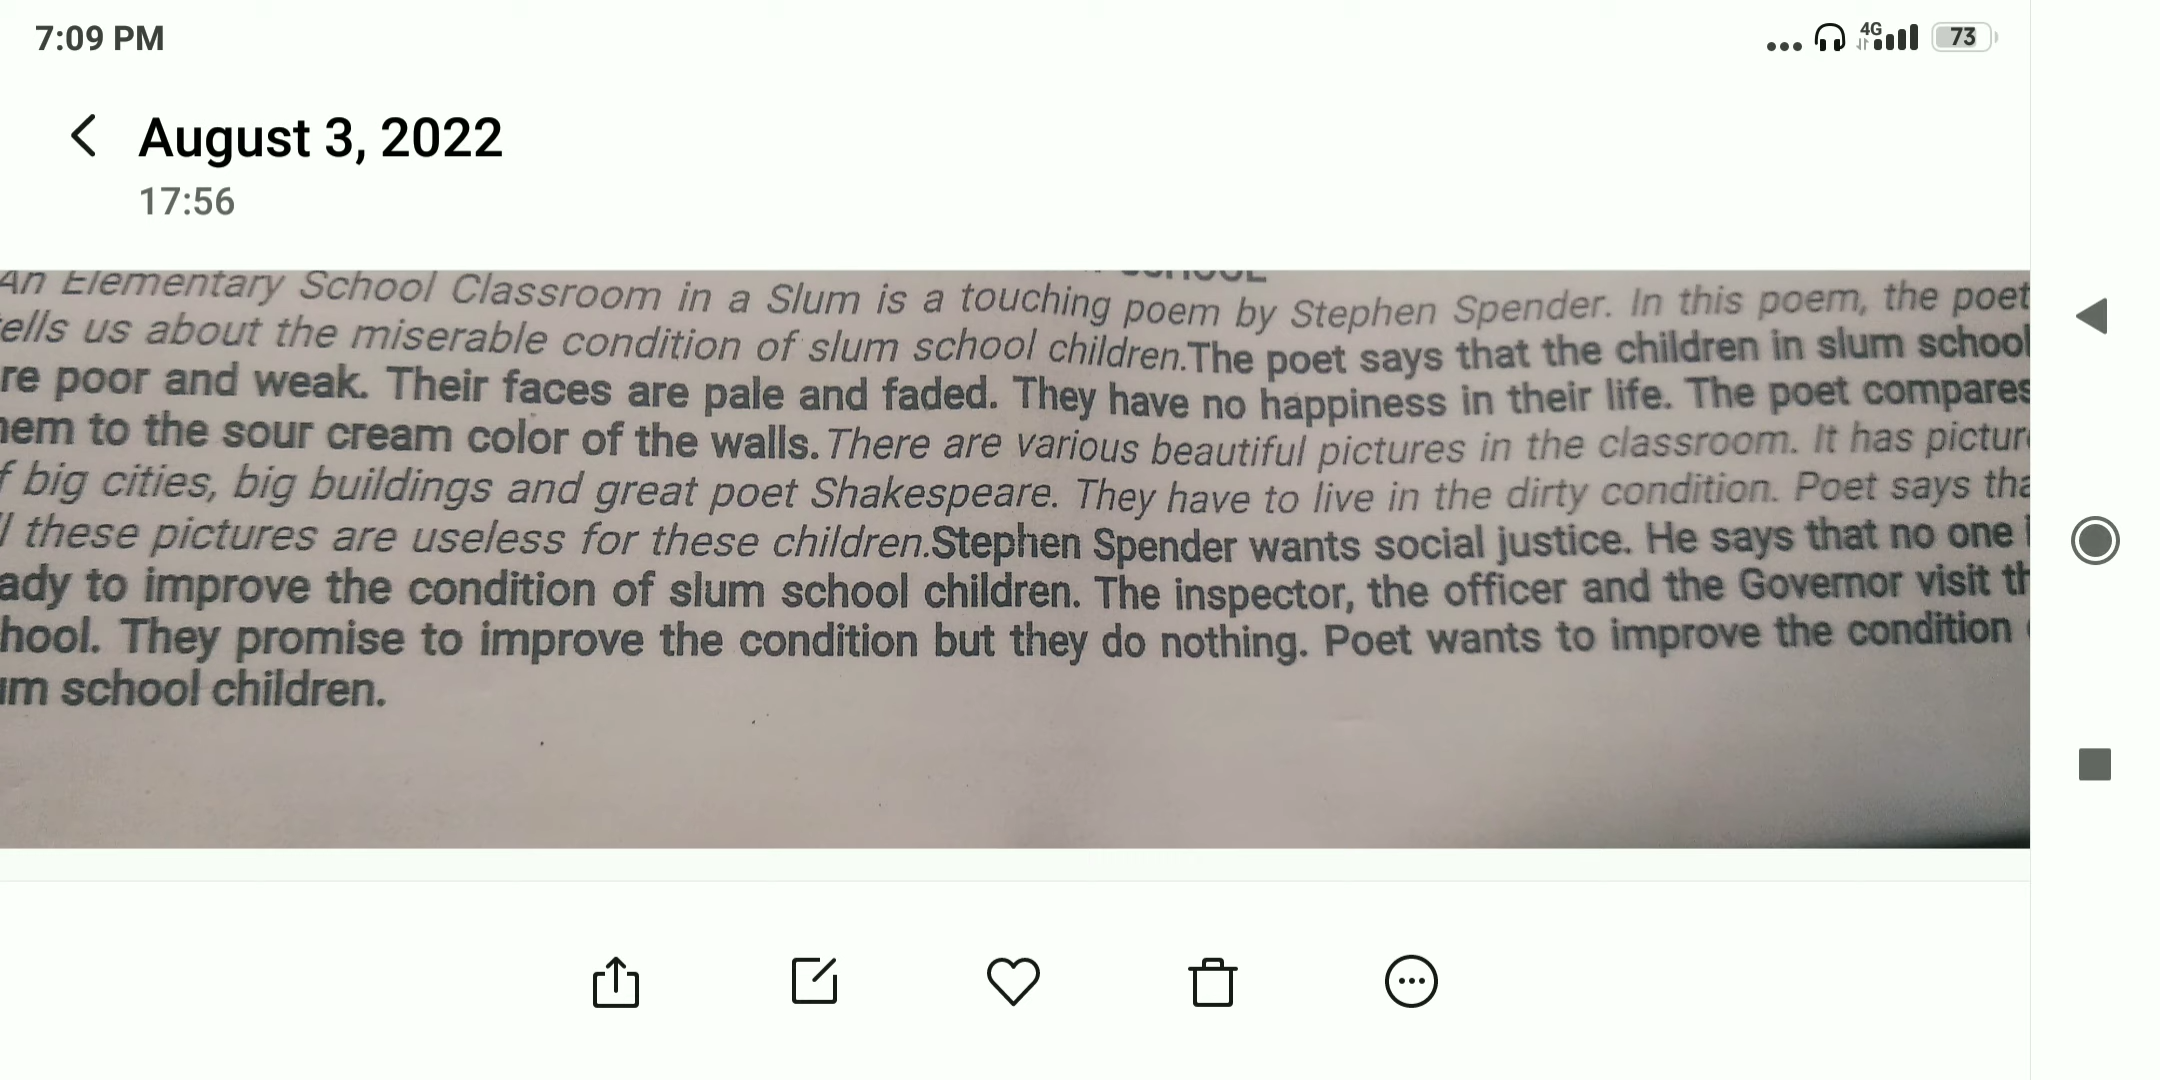 7:09 PM
4G
73
August 3, 2022
17:56
An Elementary School Classroom in a Slum is a touching poem by Stephen Spender. In this poem, the poet
ells us about the miserable condition of slum school children.The poet says that the children in slum school
re poor and weak. Their faces are pale and faded. They have no happiness in their life. The poet compares
em to the sour cream color of the walls. There are various beautiful pictures in the classroom. It has pictur
f big cities, big buildings and great poet Shakespeare. They have to live in the dirty condition. Poet says tha
l these pictures are useless for these children.Stephen Spender wants social justice. He says that no one
ady to improve the condition of slum school children. The inspector, the officer and the Governor visit th
hool. They promise to improve the condition but they do nothing. Poet wants to improve the condition
um school children.